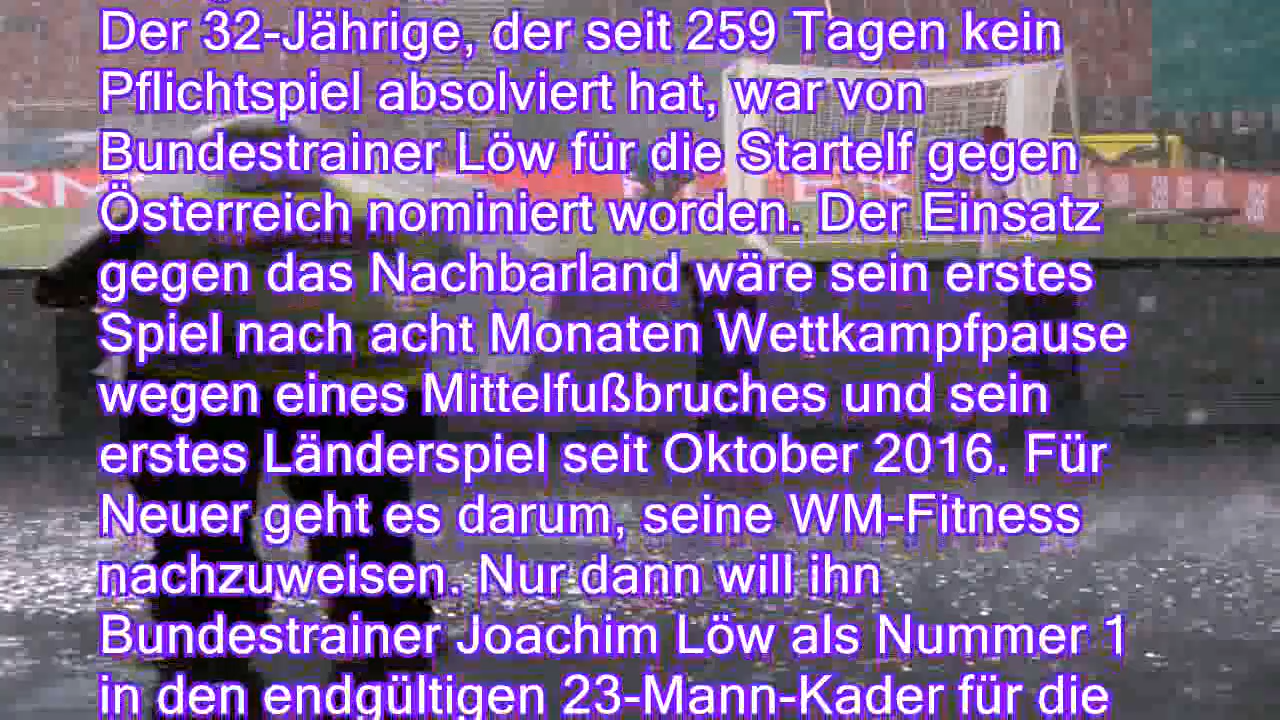 Der 32-Jährige, der seit 259 Tagen kein
Pflichtspiel absolviert hat, war von
Bundestrainer Löw für die Startelf gegen
Österreich nominiert worden. Der Einsatz
gegen das Nachbarland wäre sein erstes
Spiel nach acht Monaten Wettkampfpause
wegen eines Mittelfußbruches und sein
erstes Länderspiel seit Oktober 2016. Für
Neuer geht es darum, seine WM-Fitness
nachzuweisen. Nur dann will ihn
Bundestrainer Joachim Löw als Nummer 1
in den endgültigen 23-Mann-Kader für die